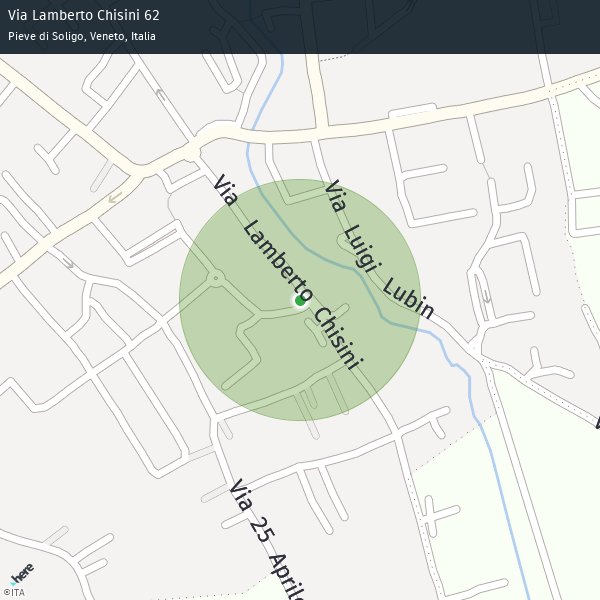 Via Lamberto Chisini 62
Pieve di Soligo, Veneto, Italia
Via Lamberto Chisini
Via Luigi Lubin
Via 25 Aprile
here
©ITA